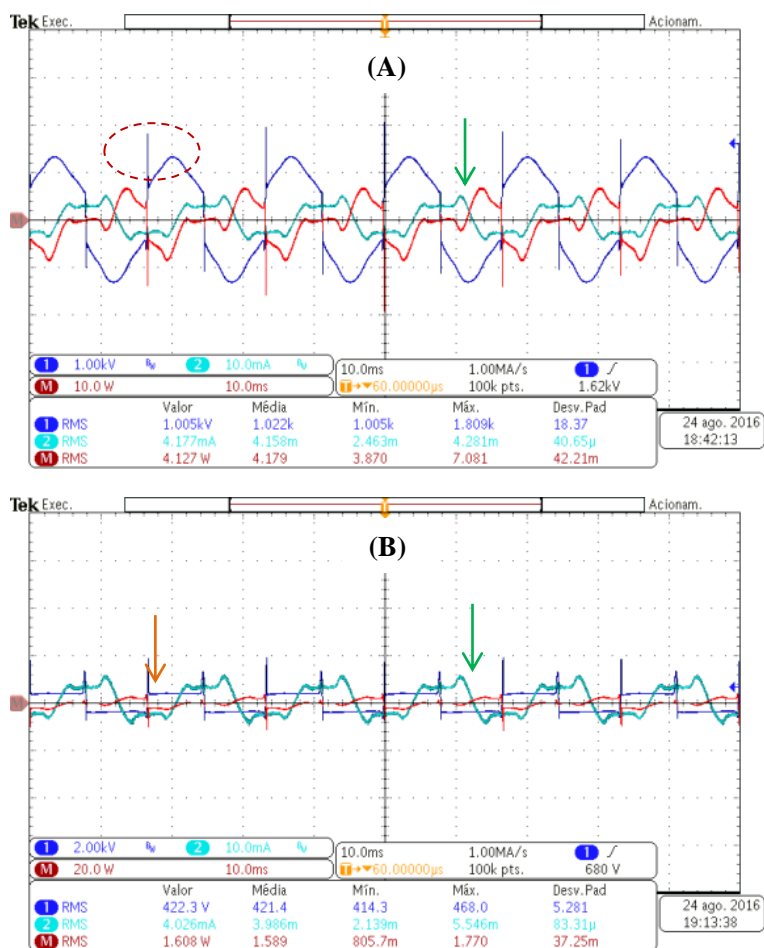 Tek Exec. Acionam.
(A)
1 1.00kV Bw 2 10.0mA
M 10.0 W 10.0ms
10.0ms 1.00MA/s 1
T→▼60.00000µs 100k pts. 1.62kV
Valor Média Mín. Máx. Desv.Pad
1 RMS 1.005kV 1.022k 1.005k 1.809k 18.37
2 RMS 4.177mA 4.158m 2.463m 4.281m 40.65µ
M RMS 4.127 W 4.179 3.870 7.081 42.21m
24 ago. 2016
18:42:13
Tek Exec. Acionam.
(B)
1 2.00kV Bw 2 10.0mA
M 20.0 W 10.0ms
10.0ms 1.00MA/s 1
T→▼60.00000µs 100k pts. 680 V
Valor Média Mín. Máx. Desv.Pad
1 RMS 422.3 V 421.4 414.3 468.0 5.281
2 RMS 4.026mA 3.986m 2.139m 5.546m 83.31µ
M RMS 1.608 W 1.589 805.7m 1.770 37.25m
24 ago. 2016
19:13:38